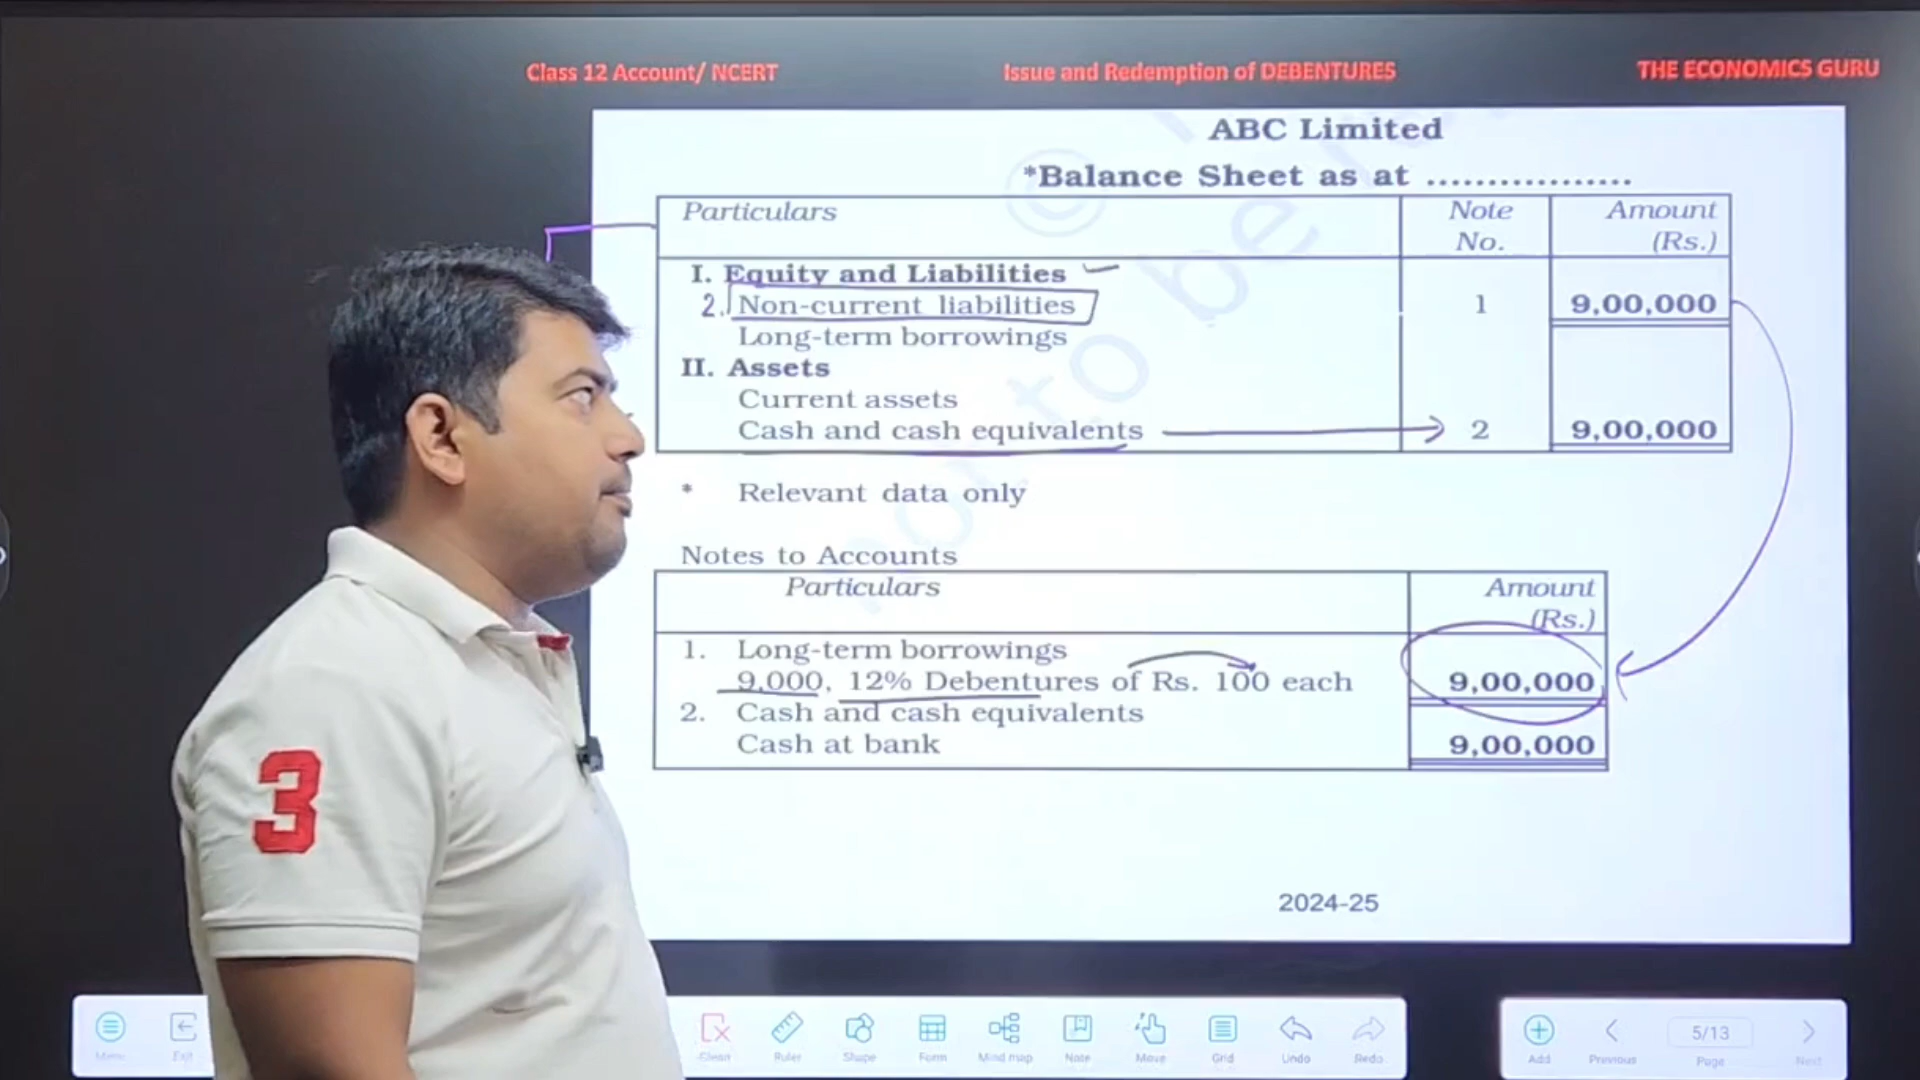 Class 12 Account/ NCERT
Issue and Redemption of DEBENTURES
THE ECONOMICS GURU
ABC Limited
*Balance Sheet as at ..................
Particulars
Note No.
Amount (Rs.)
I. Equity and Liabilities
2. Non-current liabilities 1 9,00,000
Long-term borrowings
II. Assets
Current assets
Cash and cash equivalents 2 9,00,000
* Relevant data only
Notes to Accounts
Particulars
Amount (Rs.)
1. Long-term borrowings
9,000, 12% Debentures of Rs. 100 each 9,00,000
2. Cash and cash equivalents
Cash at bank 9,00,000
2024-25
3
Menu Exit Clean Ruler Shape Form Mind map Note Move Grid Undo Redo
Add Previous 5/13 Page Next